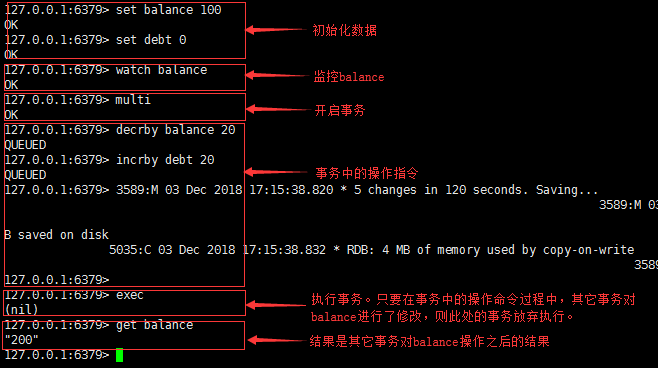 127.0.0.1:6379> set balance 100
OK
127.0.0.1:6379> set debt 0
OK
初始化数据
127.0.0.1:6379> watch balance
OK
监控balance
127.0.0.1:6379> multi
OK
开启事务
127.0.0.1:6379> decrby balance 20
QUEUED
127.0.0.1:6379> incrby debt 20
QUEUED
事务中的操作指令
127.0.0.1:6379> 3589:M 03 Dec 2018 17:15:38.820 * 5 changes in 120 seconds. Saving...
3589:M 03
B saved on disk
5035:C 03 Dec 2018 17:15:38.832 * RDB: 4 MB of memory used by copy-on-write
3589
127.0.0.1:6379>
127.0.0.1:6379> exec
(nil)
执行事务。只要在事务中的操作命令过程中，其它事务对
balance进行了修改，则此处的事务放弃执行。
127.0.0.1:6379> get balance
"200"
结果是其它事务对balance操作之后的结果
127.0.0.1:6379>